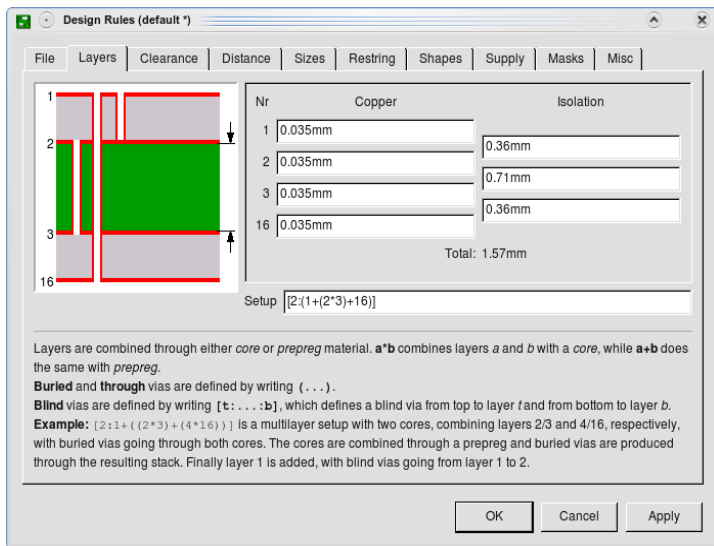 Design Rules (default *)
File Layers Clearance Distance Sizes Restring Shapes Supply Masks Misc
1
2
3
16
Nr Copper Isolation
1 0.035mm
0.36mm
2 0.035mm
0.71mm
3 0.035mm
0.36mm
16 0.035mm
Total: 1.57mm
Setup [2:(1+(2*3)+16)]
Layers are combined through either core or prepreg material. a*b combines layers a and b with a core, while a+b does
the same with prepreg.
Buried and through vias are defined by writing (...).
Blind vias are defined by writing [t:...:b], which defines a blind via from top to layer t and from bottom to layer b.
Example: [2:1+((2*3)+(4*16))] is a multilayer setup with two cores, combining layers 2/3 and 4/16, respectively,
with buried vias going through both cores. The cores are combined through a prepreg and buried vias are produced
through the resulting stack. Finally layer 1 is added, with blind vias going from layer 1 to 2.
OK Cancel Apply